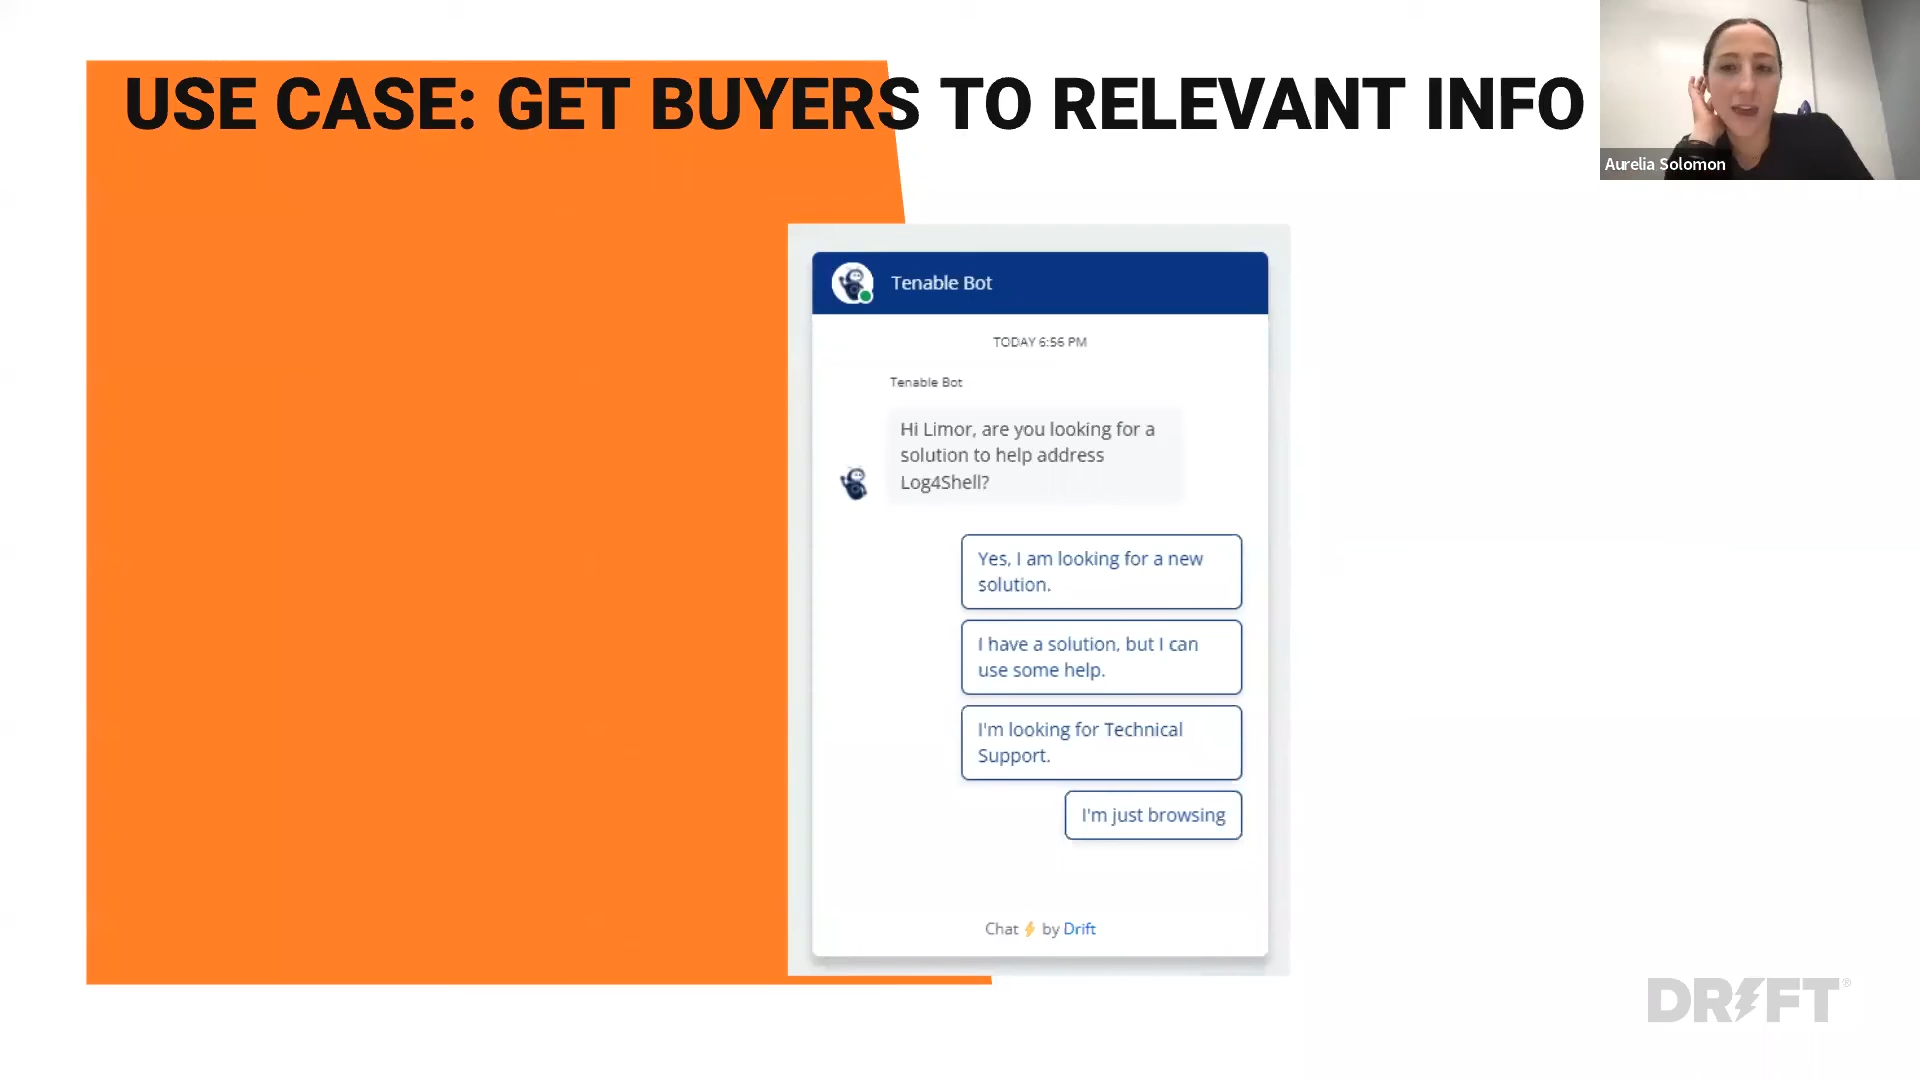 USE CASE: GET BUYERS TO RELEVANT INFO
Aurelia Solomon
Tenable Bot
TODAY 6:56 PM
Tenable Bot
Hi Limor, are you looking for a
solution to help address
Log4Shell?
Yes, I am looking for a new
solution.
I have a solution, but I can
use some help.
I'm looking for Technical
Support.
I'm just browsing
Chat ⚡ by Drift
DRIFT®